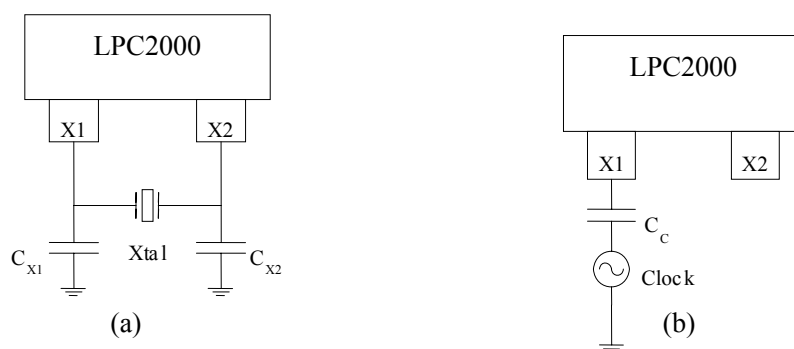 LPC2000
X1
X2
C_X1
Xtal
C_X2
(a)
LPC2000
X1
X2
C_C
Clock
(b)